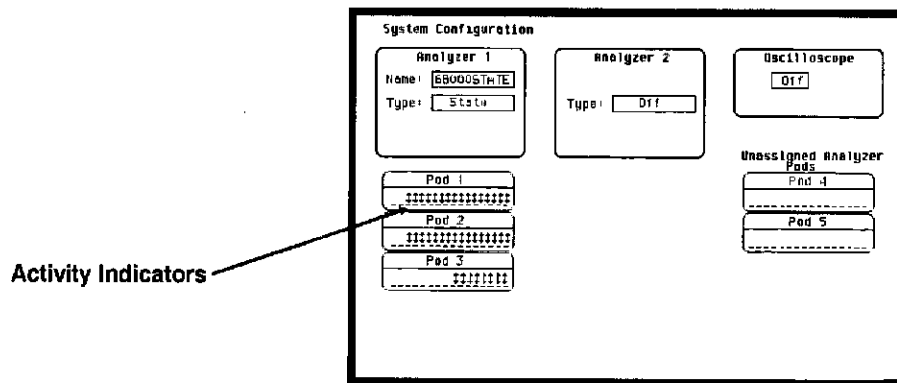 System Configuration
Analyzer 1
Name: 68000STATE
Type: State
Analyzer 2
Type: Off
Oscilloscope
Off
Unassigned Analyzer
Pods
Pod 1
Pod 2
Pod 3
Pod 4
Pod 5
Activity Indicators